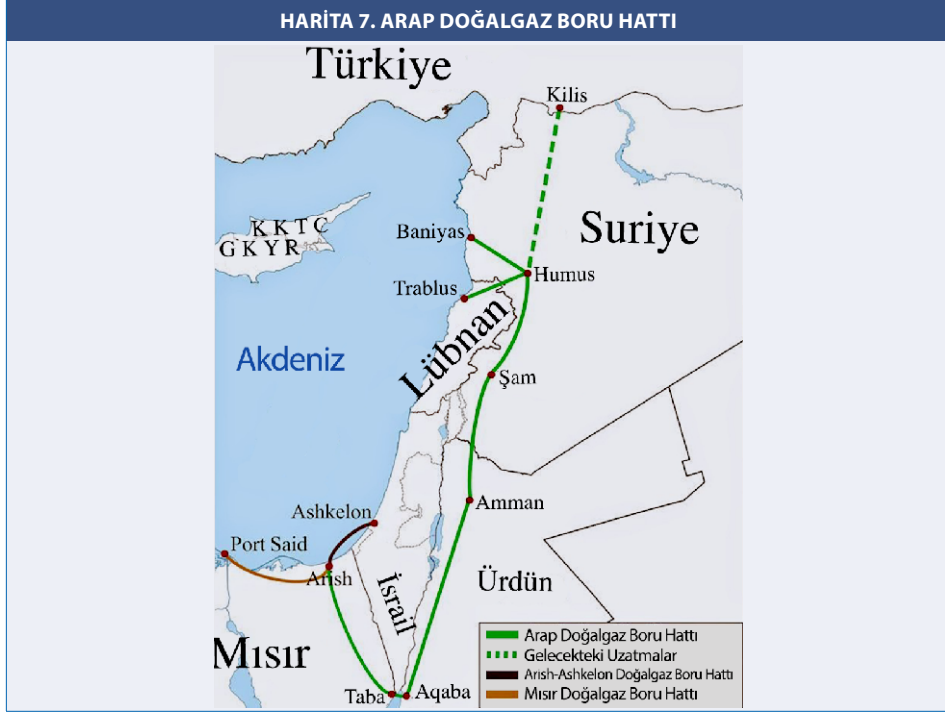 HARİTA 7. ARAP DOĞALGAZ BORU HATTI
Türkiye
Kilis
KKTC
GKYR
Baniyas
Suriye
Humus
Trablus
Lübnan
Akdeniz
Şam
Amman
Ashkelon
Port Said
Arish
İsrail
Ürdün
Mısır
Taba
Aqaba
Arap Doğalgaz Boru Hattı
Gelecekteki Uzatmalar
Arish-Ashkelon Doğalgaz Boru Hattı
Mısır Doğalgaz Boru Hattı